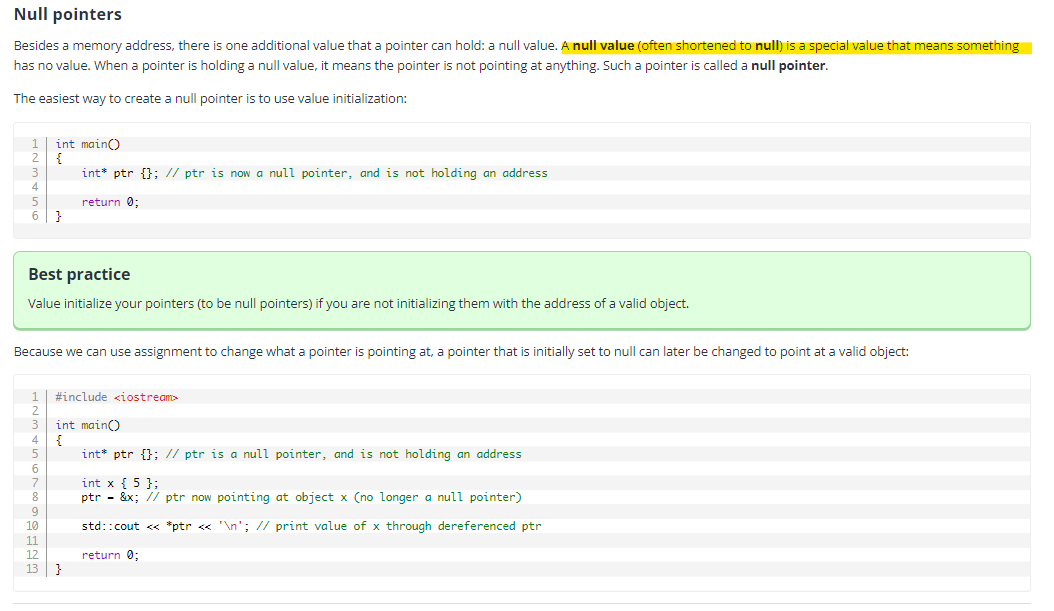 Null pointers
Besides a memory address, there is one additional value that a pointer can hold: a null value. A null value (often shortened to null) is a special value that means something
has no value. When a pointer is holding a null value, it means the pointer is not pointing at anything. Such a pointer is called a null pointer.
The easiest way to create a null pointer is to use value initialization:
1 int main()
2 {
3     int* ptr {}; // ptr is now a null pointer, and is not holding an address
4
5     return 0;
6 }
Best practice
Value initialize your pointers (to be null pointers) if you are not initializing them with the address of a valid object.
Because we can use assignment to change what a pointer is pointing at, a pointer that is initially set to null can later be changed to point at a valid object:
1 #include <iostream>
2
3 int main()
4 {
5     int* ptr {}; // ptr is a null pointer, and is not holding an address
6
7     int x { 5 };
8     ptr = &x; // ptr now pointing at object x (no longer a null pointer)
9
10     std::cout << *ptr << '\n'; // print value of x through dereferenced ptr
11
12     return 0;
13 }